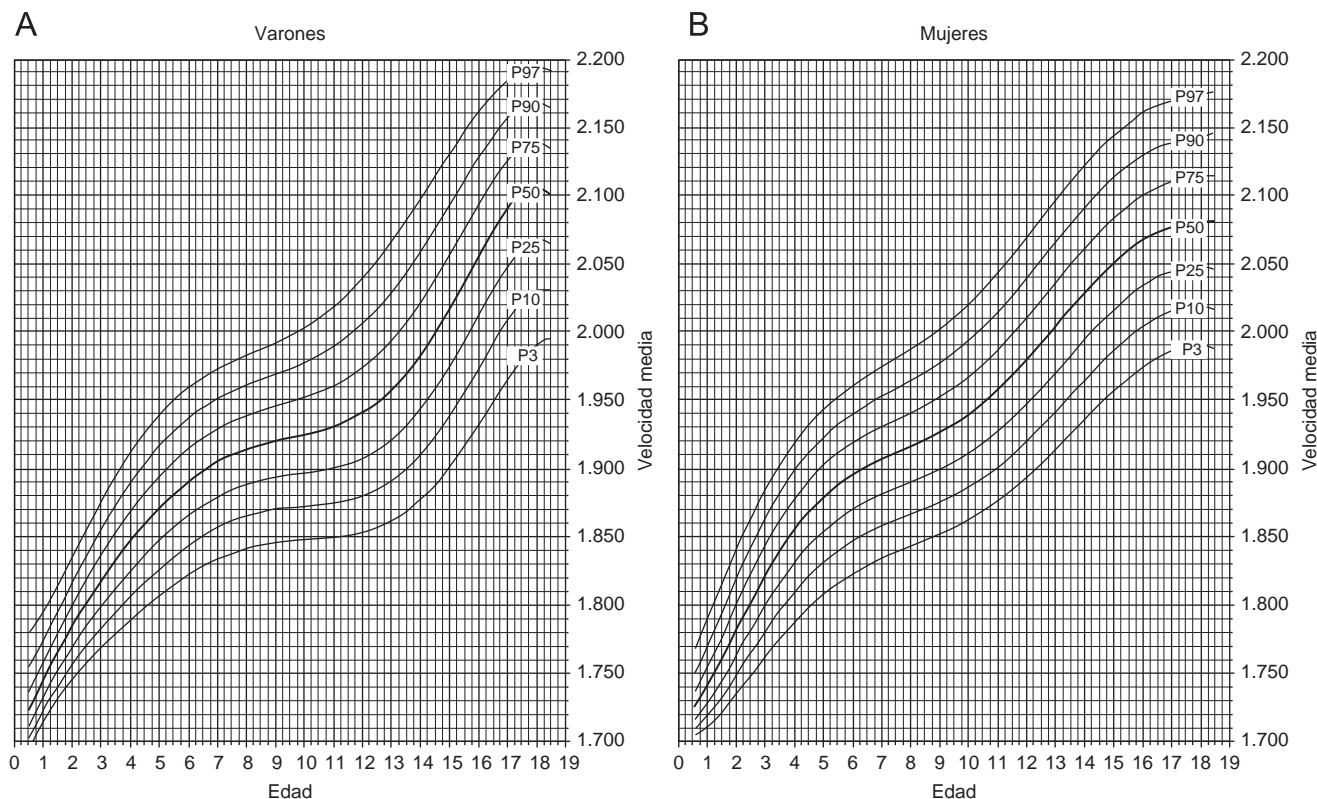 A
Varones
2.200
2.150
2.100
2.050
2.000
1.950
1.900
1.850
1.800
1.750
1.700
P97
P90
P75
P50
P25
P10
P3
Velocidad media
0 1 2 3 4 5 6 7 8 9 10 11 12 13 14 15 16 17 18 19
Edad
B
Mujeres
2.200
2.150
2.100
2.050
2.000
1.950
1.900
1.850
1.800
1.750
1.700
P97
P90
P75
P50
P25
P10
P3
Velocidad media
0 1 2 3 4 5 6 7 8 9 10 11 12 13 14 15 16 17 18 19
Edad